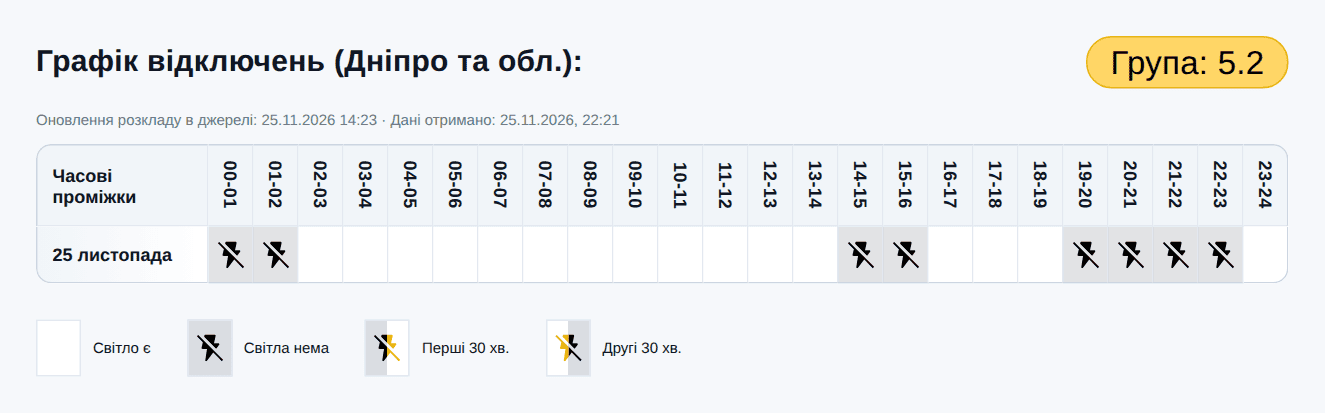 Графік відключень (Дніпро та обл.):
Група: 5.2
Оновлення розкладу в джерелі: 25.11.2026 14:23 · Дані отримано: 25.11.2026, 22:21
Часові
проміжки
00-01
01-02
02-03
03-04
04-05
05-06
06-07
07-08
08-09
09-10
10-11
11-12
12-13
13-14
14-15
15-16
16-17
17-18
18-19
19-20
20-21
21-22
22-23
23-24
25 листопада
Світло є
Світла нема
Перші 30 хв.
Другі 30 хв.